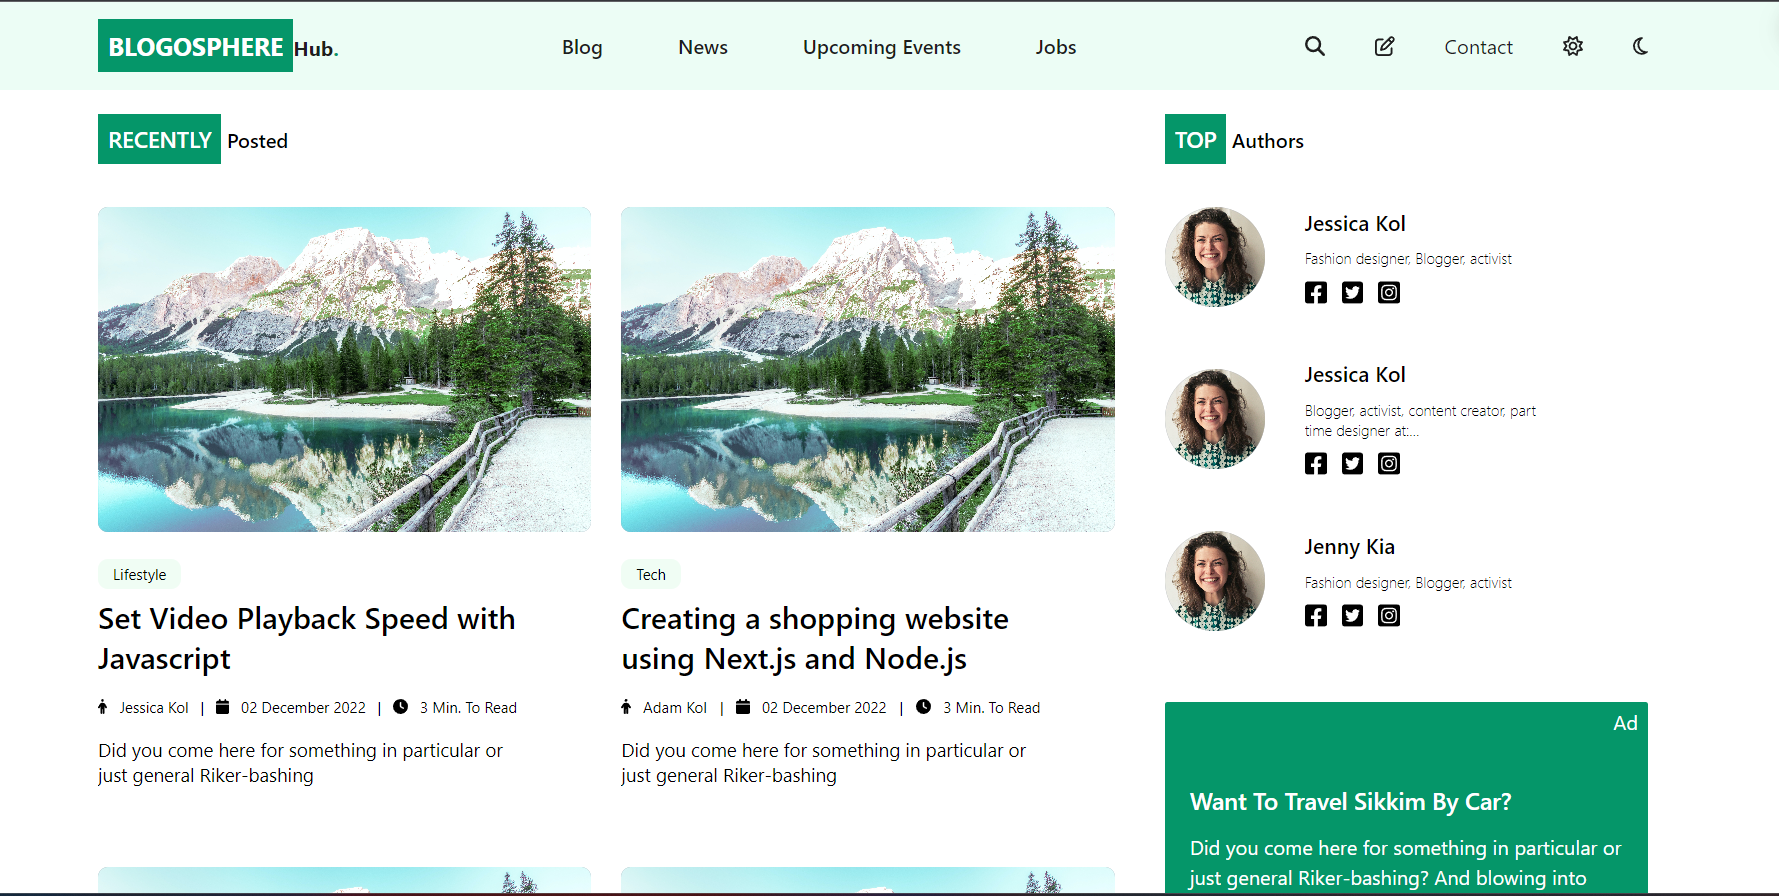 BLOGOSPHERE Hub.
Blog News Upcoming Events Jobs
Contact
RECENTLY Posted
Lifestyle
Set Video Playback Speed with
Javascript
Jessica Kol | 02 December 2022 | 3 Min. To Read
Did you come here for something in particular or
just general Riker-bashing
Tech
Creating a shopping website
using Next.js and Node.js
Adam Kol | 02 December 2022 | 3 Min. To Read
Did you come here for something in particular or
just general Riker-bashing
TOP Authors
Jessica Kol
Fashion designer, Blogger, activist
Jessica Kol
Blogger, activist, content creator, part
time designer at:...
Jenny Kia
Fashion designer, Blogger, activist
Ad
Want To Travel Sikkim By Car?
Did you come here for something in particular or
just general Riker-bashing? And blowing into